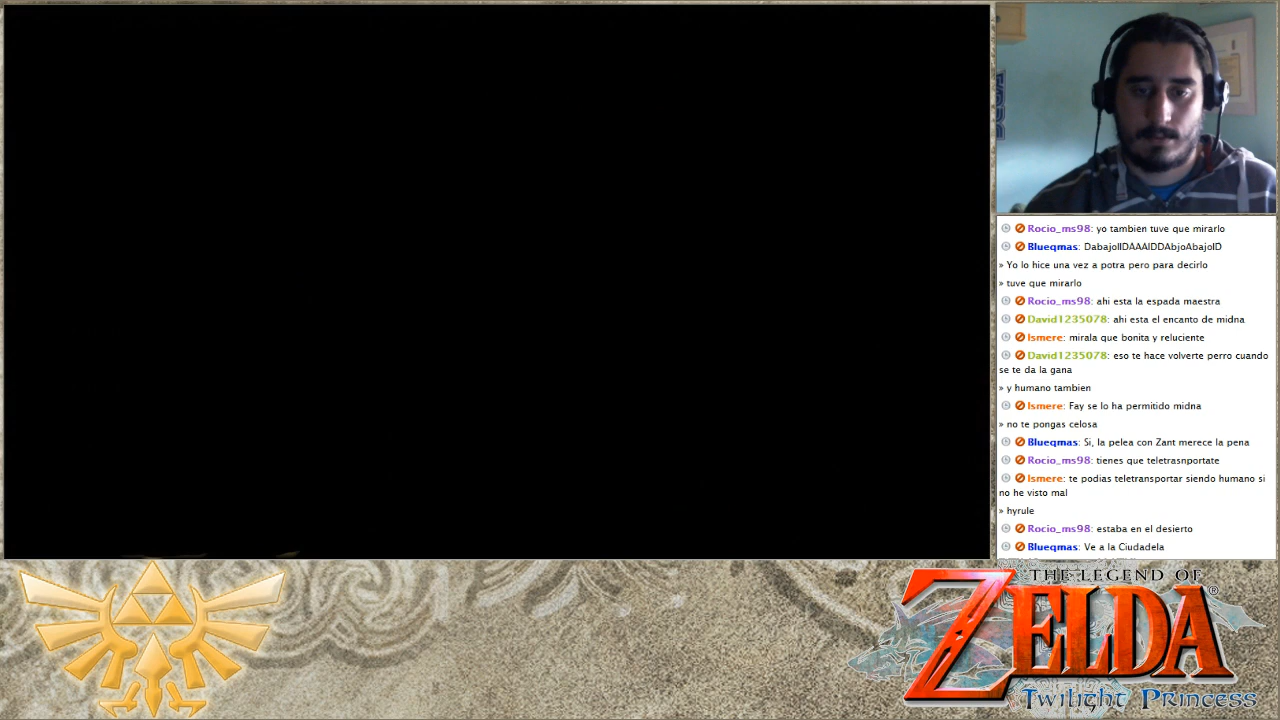 Rocio_ms98: yo tambien tuve que mirarlo
Blueqmas: DabajoIIDAAAIDDAbjoAbajoID
» Yo lo hice una vez a potra pero para decirlo
» tuve que mirarlo
Rocio_ms98: ahi esta la espada maestra
David1235078: ahi esta el encanto de midna
Ismere: mirala que bonita y reluciente
David1235078: eso te hace volverte perro cuando
se te da la gana
» y humano tambien
Ismere: Fay se lo ha permitido midna
» no te pongas celosa
Blueqmas: Si, la pelea con Zant merece la pena
Rocio_ms98: tienes que teletrasnportate
Ismere: te podias teletransportar siendo humano si
no he visto mal
» hyrule
Rocio_ms98: estaba en el desierto
Blueqmas: Ve a la Ciudadela
THE LEGEND OF
ZELDA®
Twilight Princess